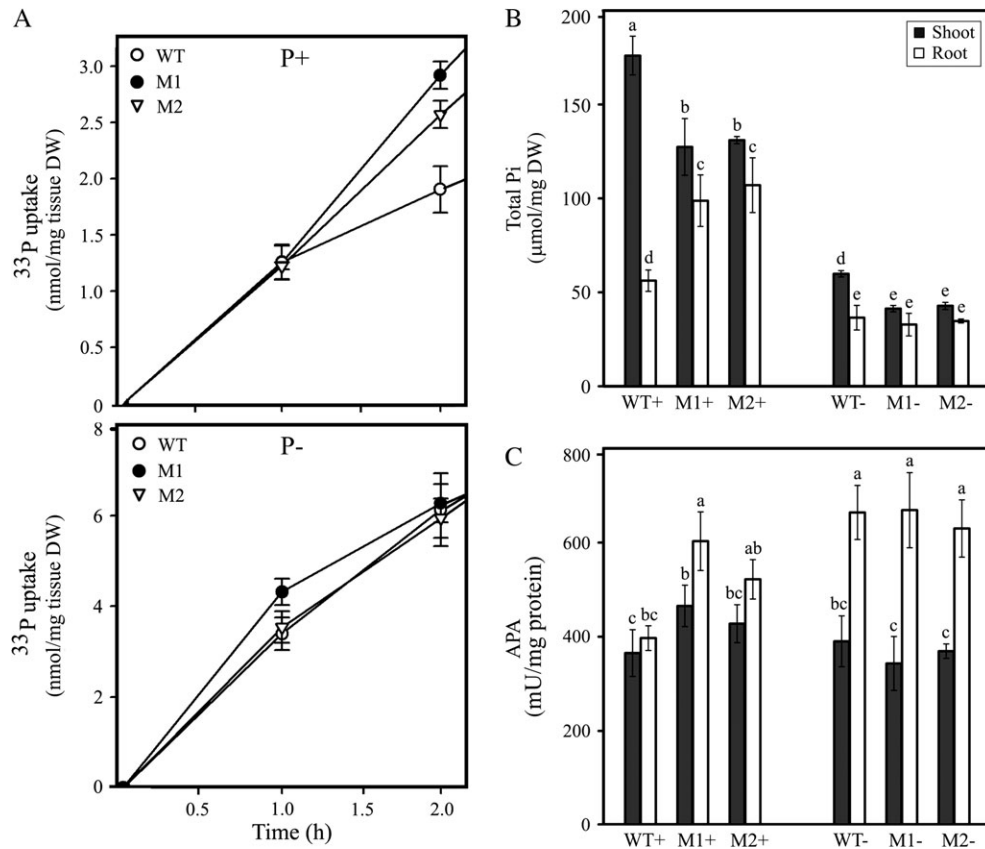 A
P+
WT
M1
M2
3.0
2.5
2.0
1.5
1.0
0.5
0
33P uptake
(nmol/mg tissue DW)
P-
WT
M1
M2
8
6
4
2
0
33P uptake
(nmol/mg tissue DW)
0.5 1.0 2.0
Time (h)
B
Shoot
Root
200
150
100
50
0
Total Pi
(µmol/mg DW)
a b c b c d e e e e e
WT+ M1+ M2+ WT- M1- M2-
C
800
600
400
200
0
APA
(mU/mg protein)
c bc b a bc ab bc a c a c a
WT+ M1+ M2+ WT- M1- M2-